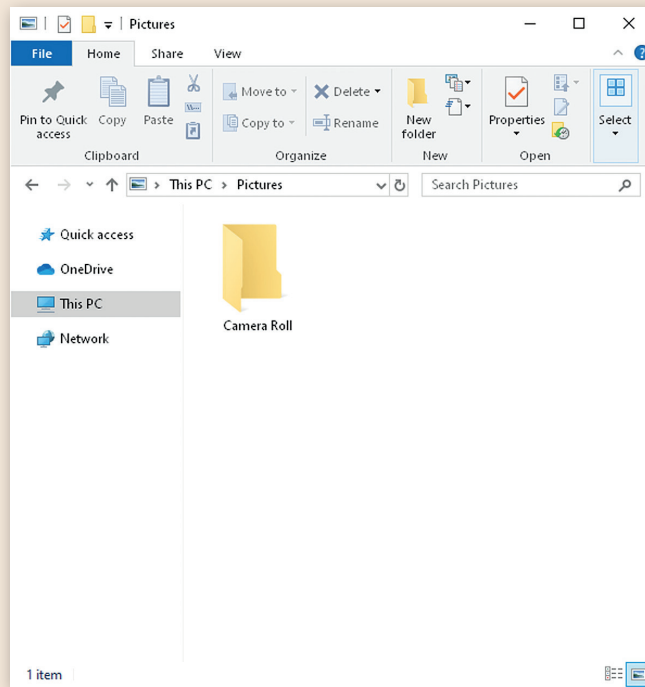 Pictures
File Home Share View
Pin to Quick access
Copy
Paste
Move to
Copy to
Delete
Rename
New folder
Properties
Select
Clipboard Organize New Open
This PC > Pictures
Search Pictures
Quick access
OneDrive
This PC
Network
Camera Roll
1 item